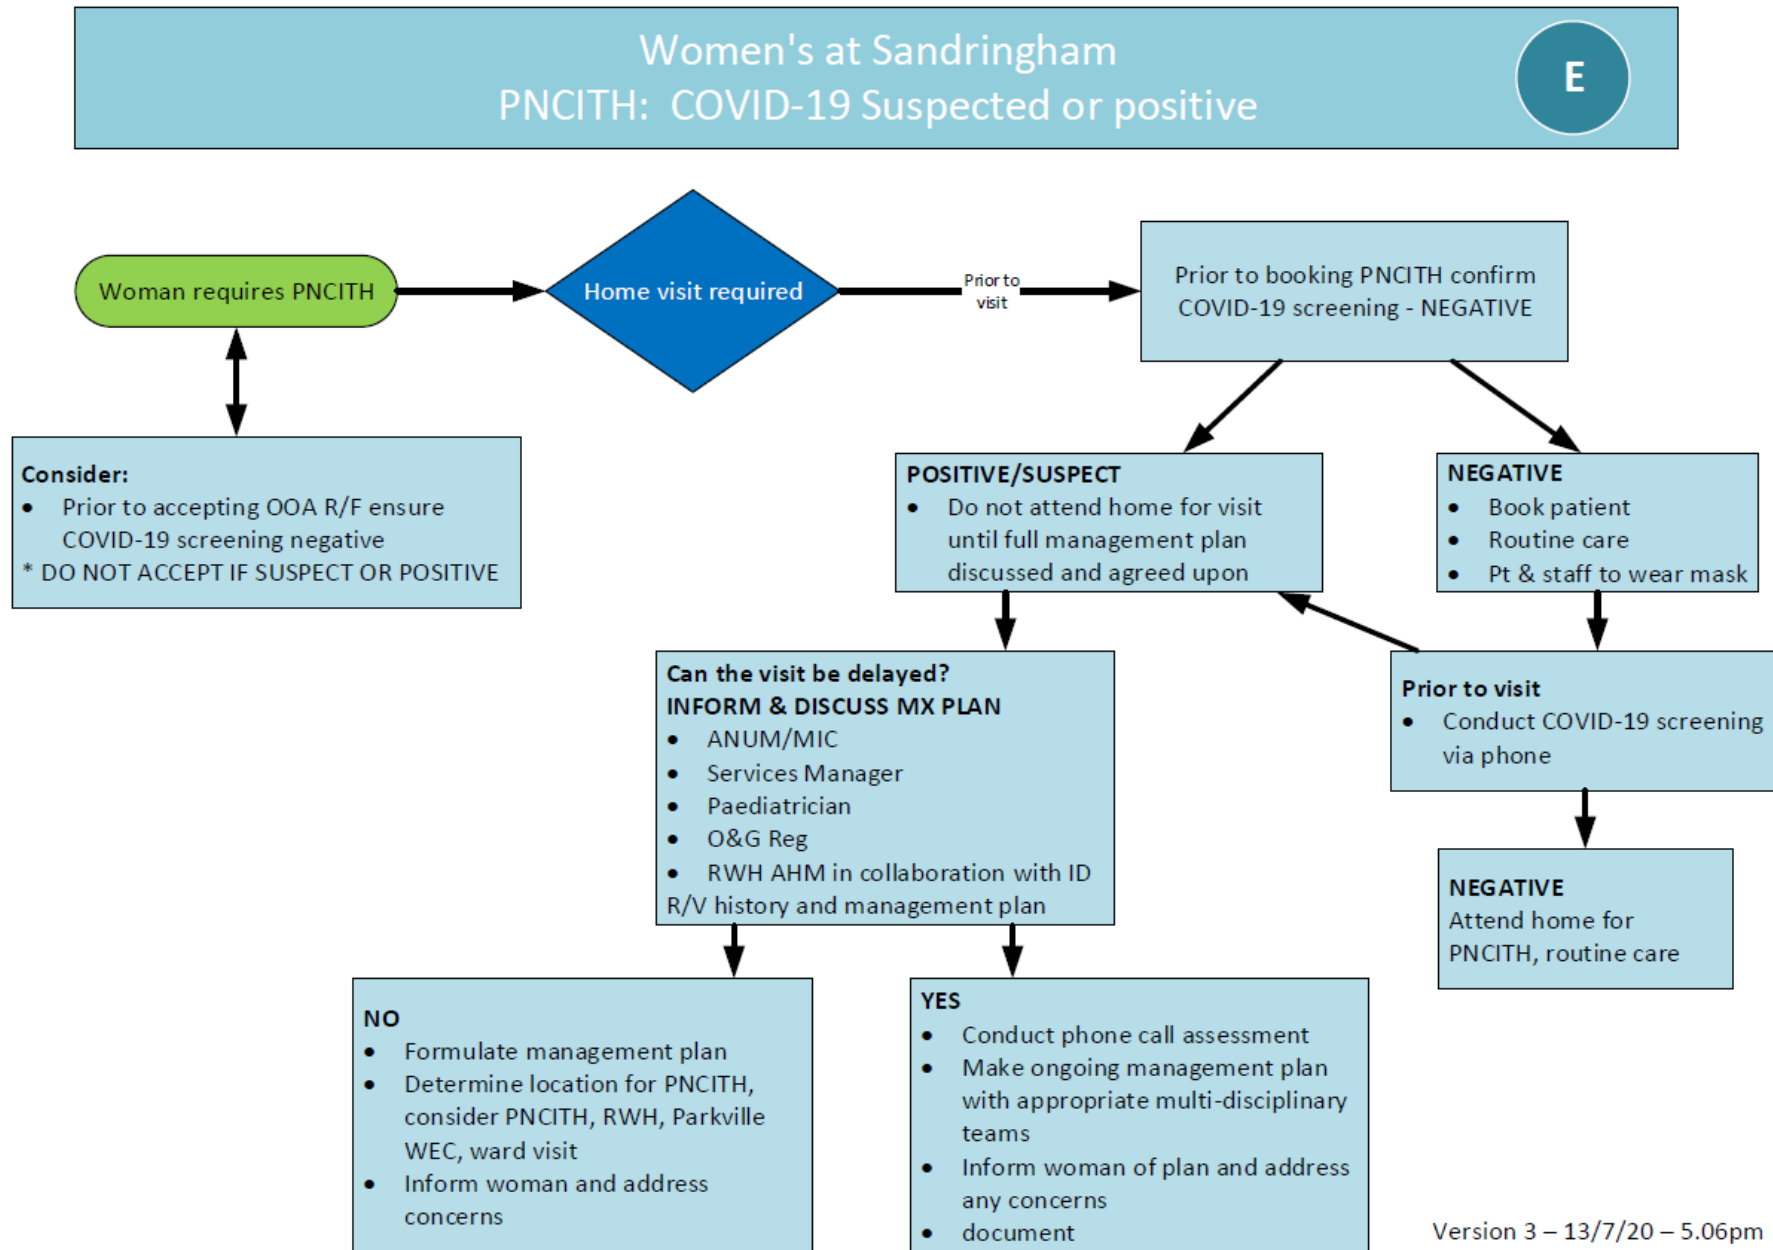 Women's at Sandringham
PNCITH:  COVID-19 Suspected or positive
E
Woman requires PNCITH
Home visit required
Prior to
visit
Prior to booking PNCITH confirm
COVID-19 screening - NEGATIVE
Consider:
• Prior to accepting OOA R/F ensure
COVID-19 screening negative
* DO NOT ACCEPT IF SUSPECT OR POSITIVE
POSITIVE/SUSPECT
• Do not attend home for visit
until full management plan
discussed and agreed upon
NEGATIVE
• Book patient
• Routine care
• Pt & staff to wear mask
Can the visit be delayed?
INFORM & DISCUSS MX PLAN
• ANUM/MIC
• Services Manager
• Paediatrician
• O&G Reg
• RWH AHM in collaboration with ID
R/V history and management plan
Prior to visit
• Conduct COVID-19 screening
via phone
NEGATIVE
Attend home for
PNCITH, routine care
NO
• Formulate management plan
• Determine location for PNCITH,
consider PNCITH, RWH, Parkville
WEC, ward visit
• Inform woman and address
concerns
YES
• Conduct phone call assessment
• Make ongoing management plan
with appropriate multi-disciplinary
teams
• Inform woman of plan and address
any concerns
• document
Version 3 – 13/7/20 – 5.06pm